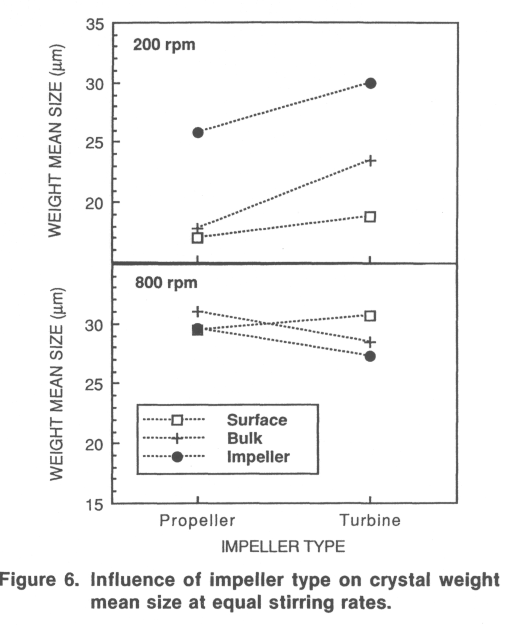 35
200 rpm
30
25
20
WEIGHT MEAN SIZE (µm)
800 rpm
30
25
20
15
WEIGHT MEAN SIZE (µm)
Surface
Bulk
Impeller
Propeller Turbine
IMPELLER TYPE
Figure 6. Influence of impeller type on crystal weight
mean size at equal stirring rates.